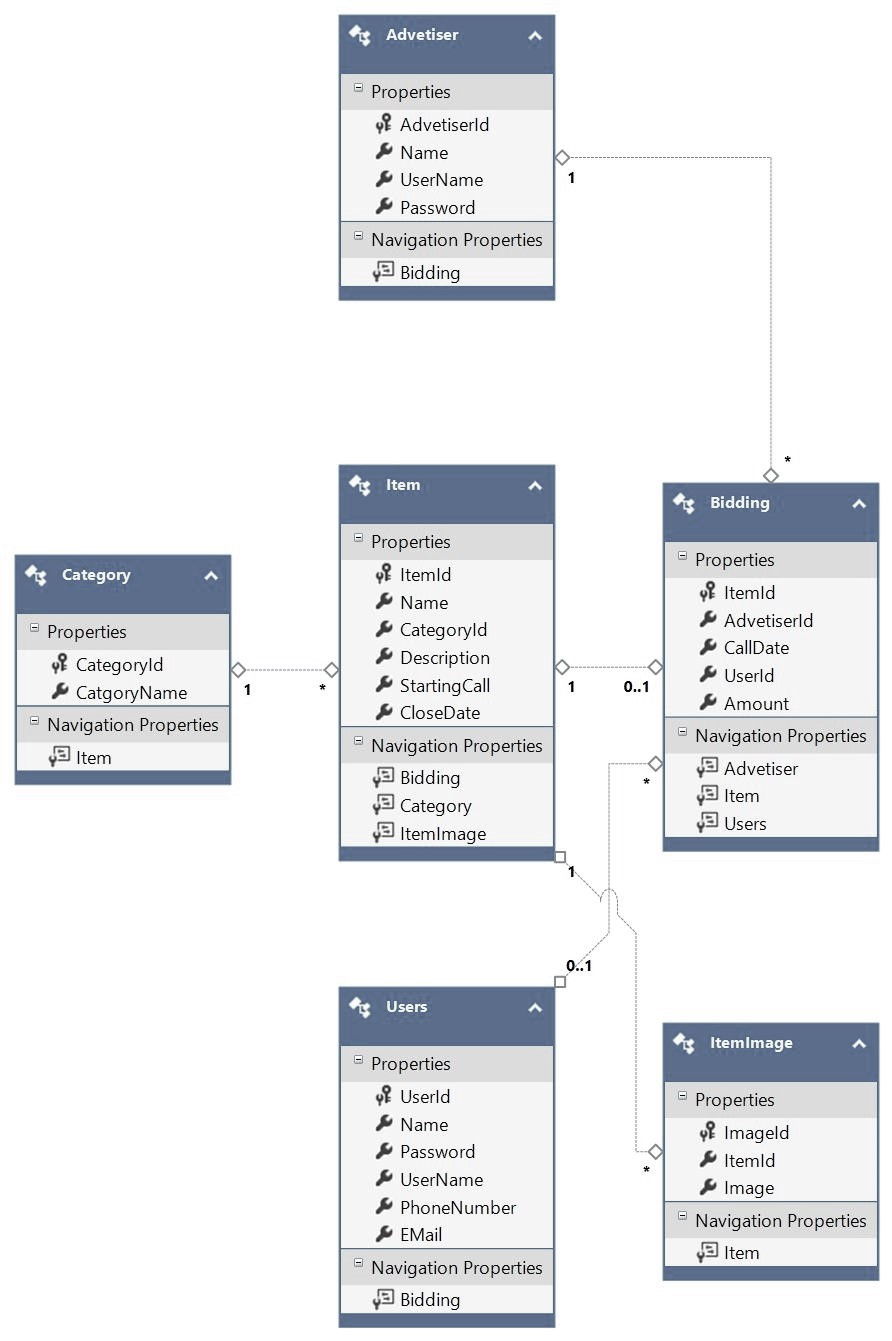 Advetiser
Properties
AdvetiserId
Name
UserName
Password
Navigation Properties
Bidding
1
*
Item
Properties
ItemId
Name
CategoryId
Description
StartingCall
CloseDate
Navigation Properties
Bidding
Category
ItemImage
Bidding
Properties
ItemId
AdvetiserId
CallDate
UserId
Amount
Navigation Properties
Advetiser
Item
Users
Category
Properties
CategoryId
CatgoryName
Navigation Properties
Item
1
*
1
0..1
*
1
0..1
Users
Properties
UserId
Name
Password
UserName
PhoneNumber
EMail
Navigation Properties
Bidding
ItemImage
Properties
ImageId
ItemId
Image
Navigation Properties
Item
*